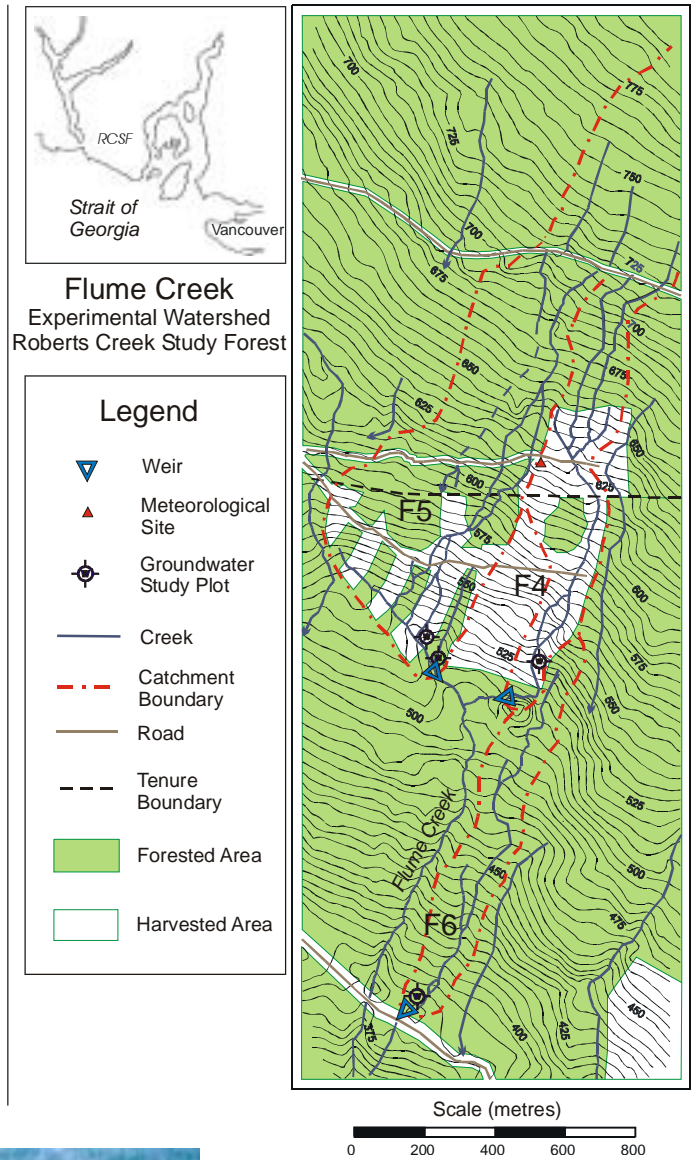 RCSF
Strait of
Georgia
Vancouver
Flume Creek
Experimental Watershed
Roberts Creek Study Forest
Legend
Weir
Meteorological
Site
Groundwater
Study Plot
Creek
Catchment
Boundary
Road
Tenure
Boundary
Forested Area
Harvested Area
700
775
725
750
700
725
675
700
675
650
625
650
600
625
F5
575
F4
550
600
525
575
500
550
525
Flume Creek
450
500
475
F6
450
375
400
425
Scale (metres)
0 200 400 600 800